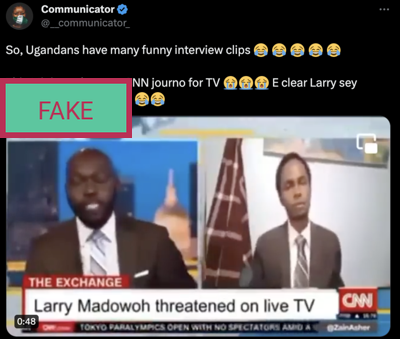 Communicator
@__communicator_
So, Ugandans have many funny interview clips 😂😂😂😂😂
NN journo for TV 😭😭😭 E clear Larry sey
😂😂
FAKE
THE EXCHANGE
Larry Madowoh threatened on live TV
CNN
0:48
TOKYO PARALYMPICS OPEN WITH NO SPECTATORS AMID A
@ZainAsher